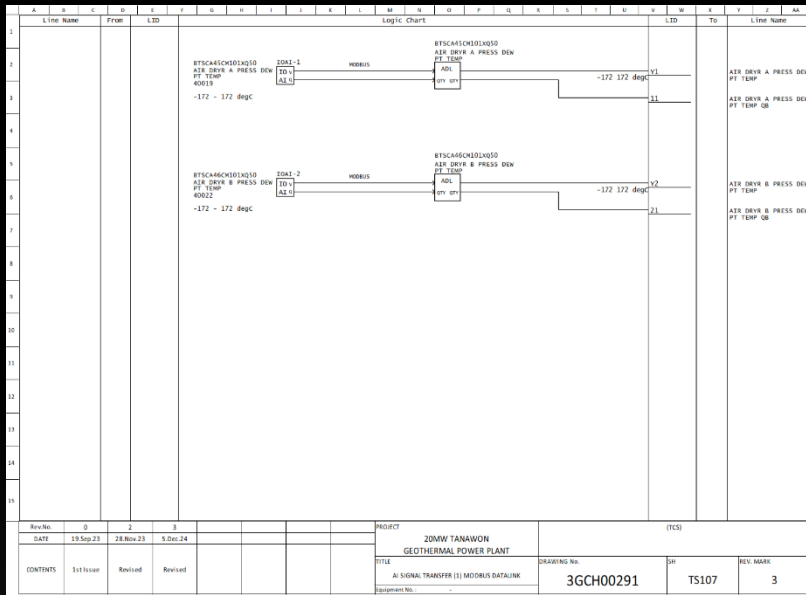 A B C D E F G H I J K L M N O P Q R S T U V W X Y Z AA
Line Name From LID Logic Chart LID To Line Name
1
2
3
4
5
6
7
8
9
10
11
12
13
14
15
BTSCA45CM101XQ50
AIR DRYR A PRESS DEW
PT TEMP
BTSCA45CM101XQ50 IOAI-1
AIR DRYR A PRESS DEW
PT TEMP
40019
IO V
AI Q
MODBUS
ADL
QTY QTY
-172 ~ 172 degC
-172 172 degC
Y1
11
AIR DRYR A PRESS DEW
PT TEMP
AIR DRYR A PRESS DEW
PT TEMP QB
BTSCA46CM101XQ50
AIR DRYR B PRESS DEW
PT TEMP
BTSCA46CM101XQ50 IOAI-2
AIR DRYR B PRESS DEW
PT TEMP
40022
IO V
AI Q
MODBUS
ADL
QTY QTY
-172 ~ 172 degC
-172 172 degC
Y2
21
AIR DRYR B PRESS DEW
PT TEMP
AIR DRYR B PRESS DEW
PT TEMP QB
Rev.No. 0 2 3
DATE 19.Sep.23 28.Nov.23 5.Dec.24
CONTENTS 1st Issue Revised Revised
PROJECT
20MW TANAWON
GEOTHERMAL POWER PLANT
TITLE
AI SIGNAL TRANSFER (1) MODBUS DATALINK
Equipment No. : -
(TCS)
DRAWING No. SH REV. MARK
3GCH00291 TS107 3